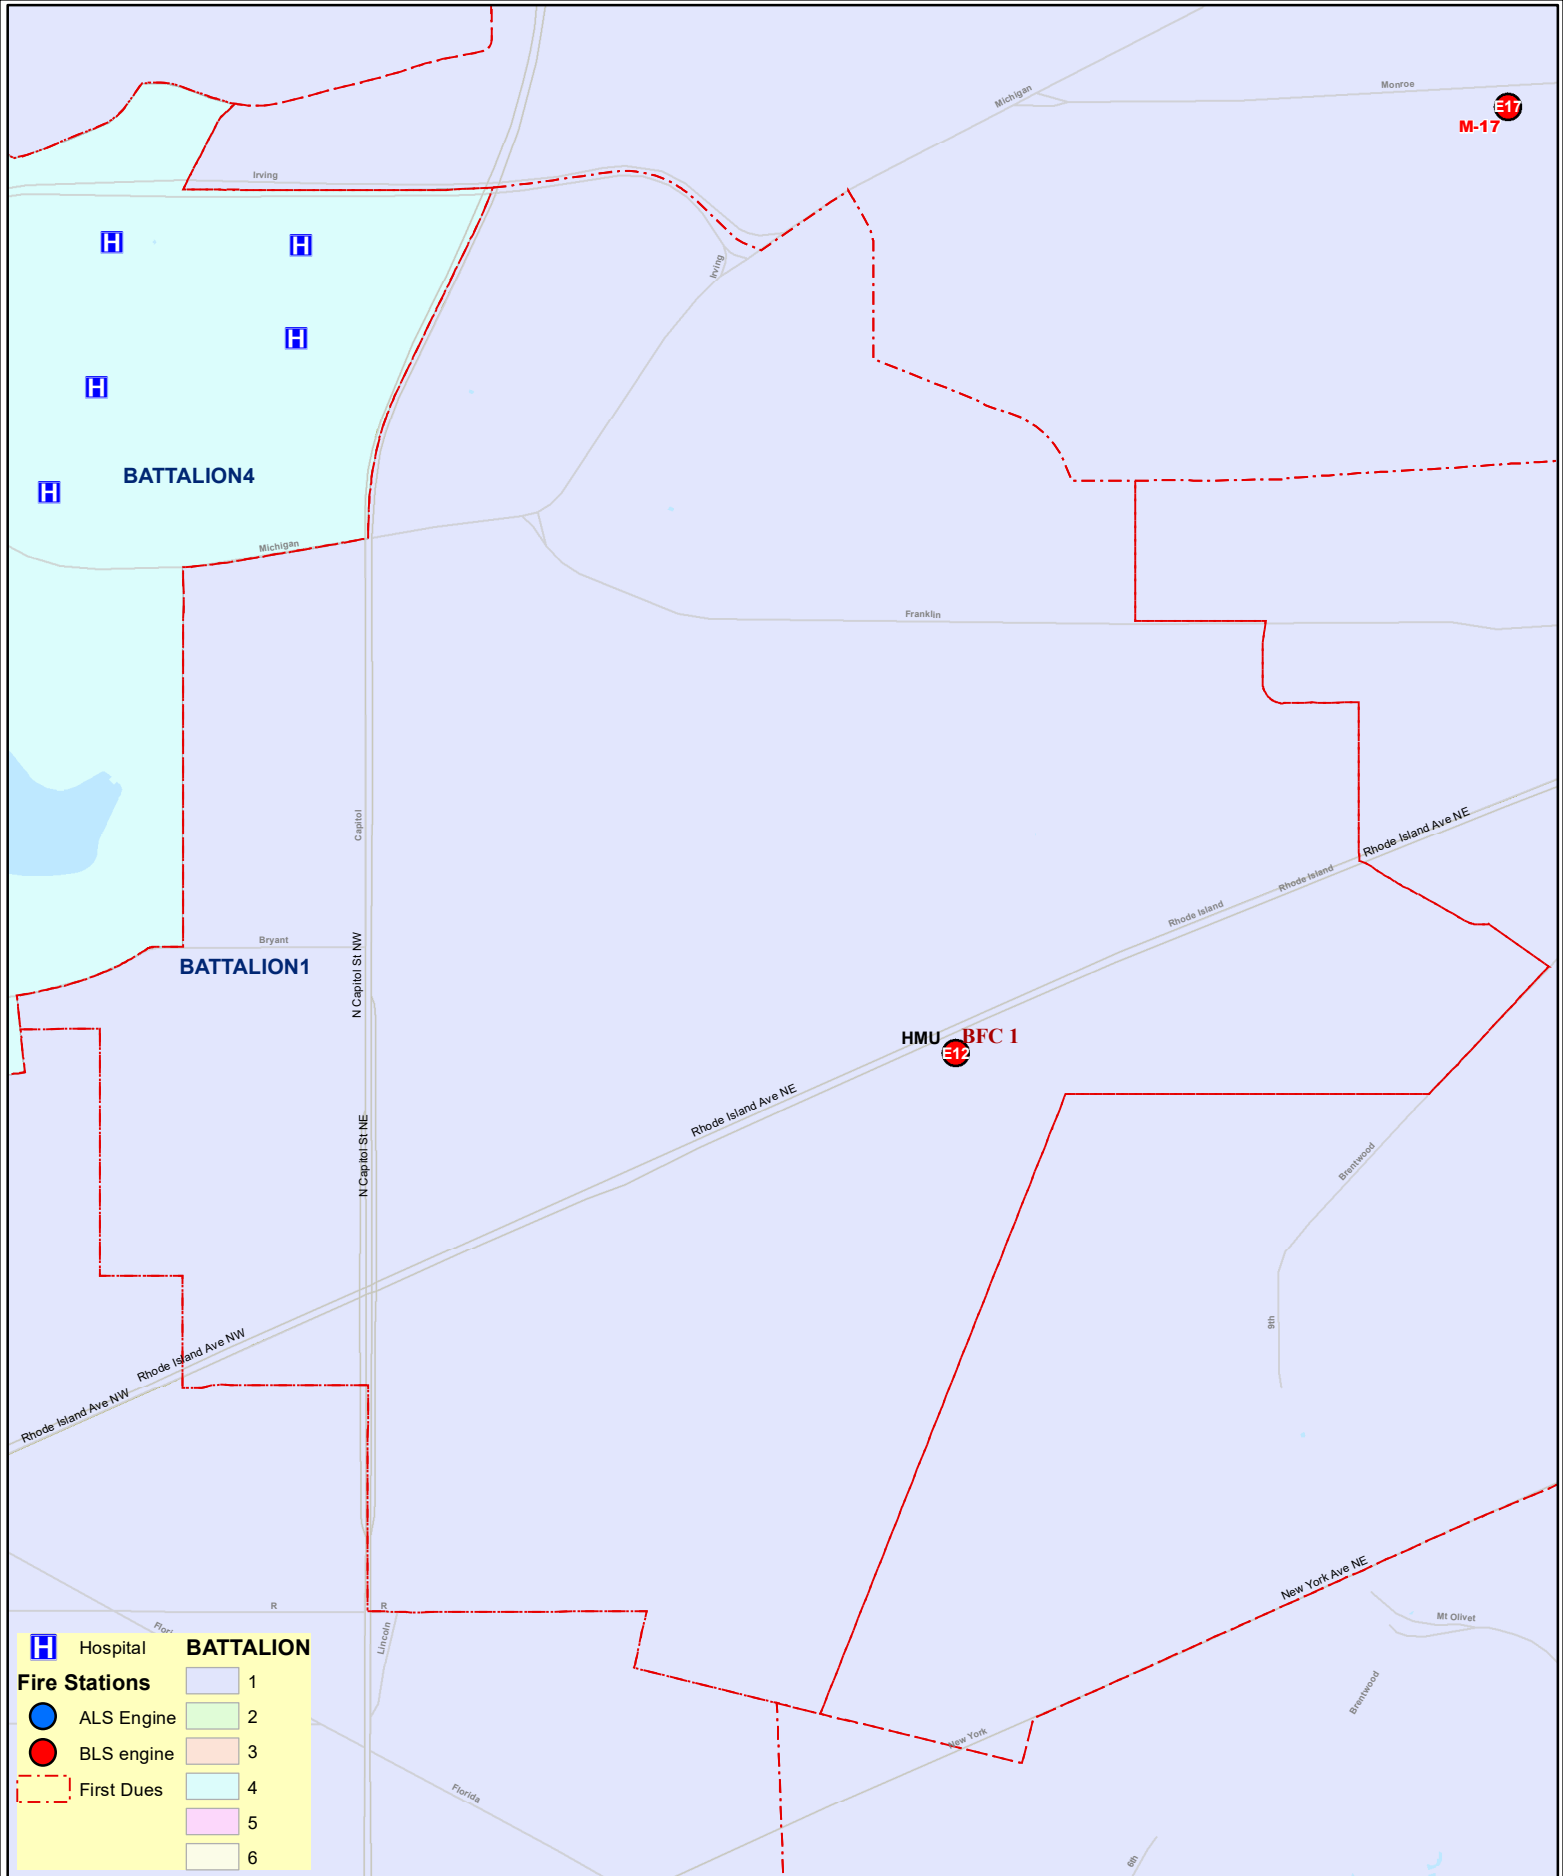 Monroe
Michigan
E17
M-17
Irving
H
H
Irving
H
H
BATTALION4
H
Michigan
Franklin
Capitol
Rhode Island Ave NE
Rhode Island
Rhode Island
Bryant
BATTALION1
N Capitol St NW
HMU
BFC 1
E12
Rhode Island Ave NE
N Capitol St NE
Brentwood
9th
Rhode Island Ave NW
Rhode Island Ave NW
New York Ave NE
R
R
Mt Olivet
Lincoln
Brentwood
New York
Florida
6th
H Hospital
Fire Stations
ALS Engine
BLS engine
First Dues
BATTALION
1
2
3
4
5
6